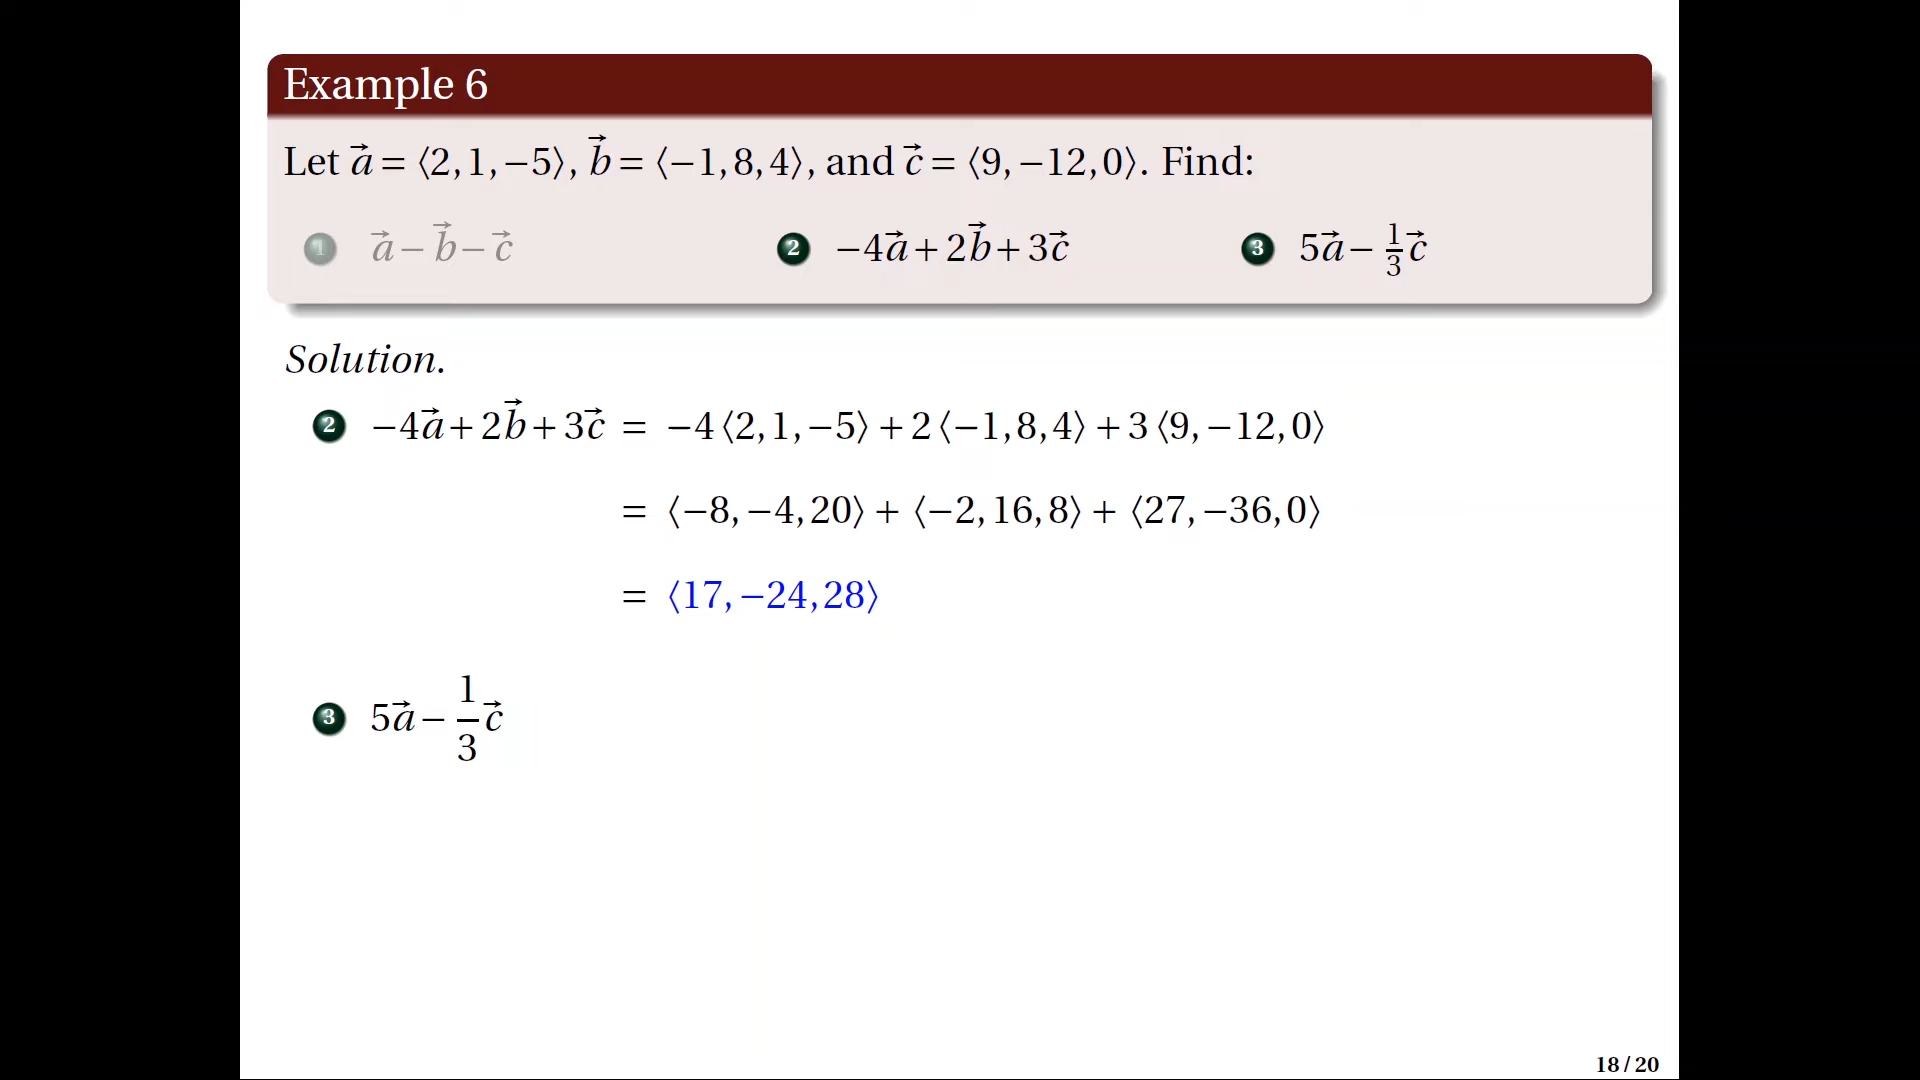 Example 6
Let a⃗ = ⟨2, 1, −5⟩, b⃗ = ⟨−1, 8, 4⟩, and c⃗ = ⟨9, −12, 0⟩. Find:
1 a⃗ − b⃗ − c⃗ 2 −4a⃗ + 2b⃗ + 3c⃗ 3 5a⃗ − 1/3 c⃗
Solution.
2 −4a⃗ + 2b⃗ + 3c⃗ = −4⟨2, 1, −5⟩ + 2⟨−1, 8, 4⟩ + 3⟨9, −12, 0⟩
= ⟨−8, −4, 20⟩ + ⟨−2, 16, 8⟩ + ⟨27, −36, 0⟩
= ⟨17, −24, 28⟩
3 5a⃗ − 1/3 c⃗
18 / 20